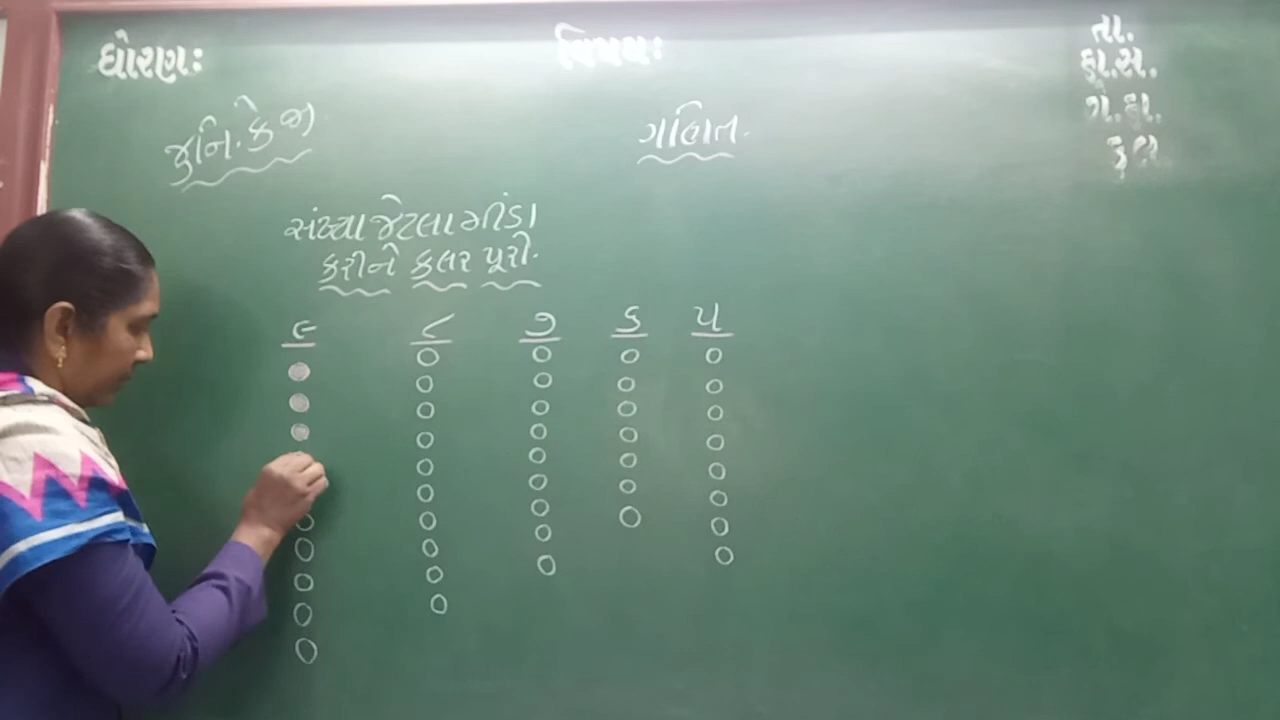 ધોરણઃ
વિષયઃ
તા.
હા.સ.
ગે.હા.
કુલ
જુનિ.કે.જી
ગણિત.
સંખ્યા જેટલા મીંડા
કરીને કલર પૂરો.
૯ ૮ ૭ ૬ ૫